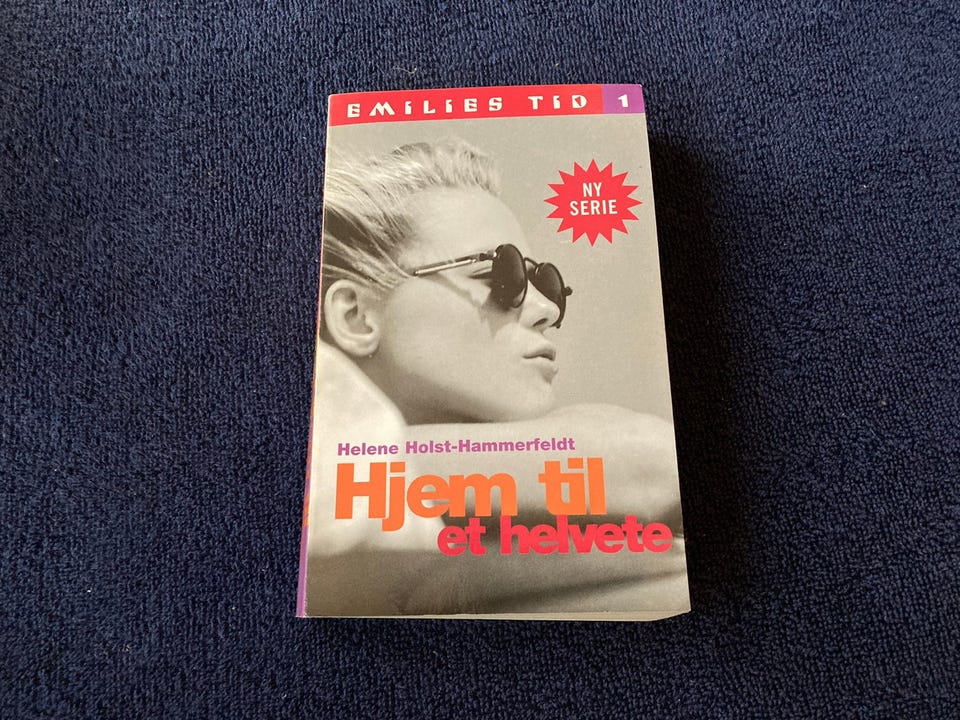 EMILIES TID 1
NY
SERIE
Helene Holst-Hammerfeldt
Hjem til
et helvete